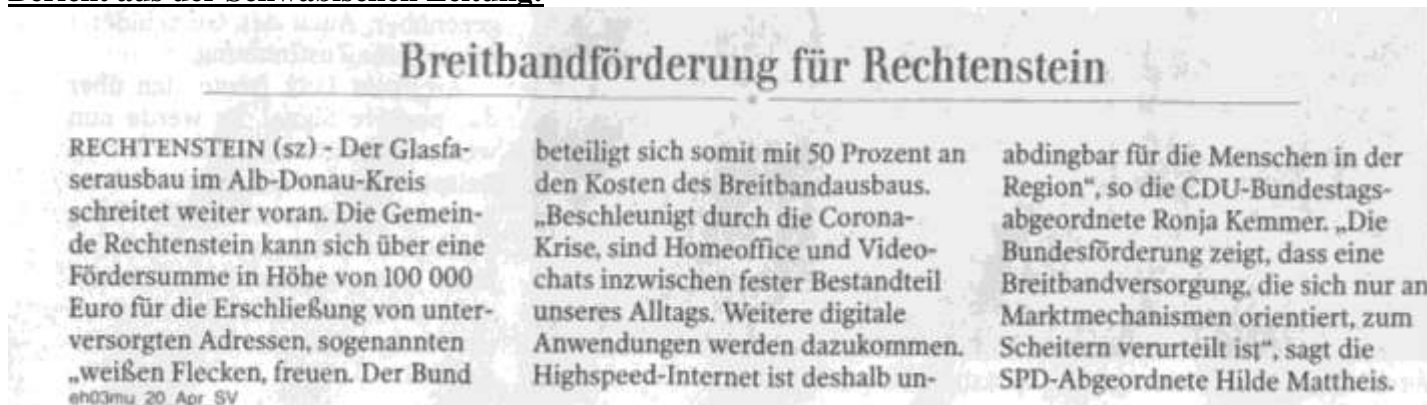 Bericht aus der Schwäbischen Zeitung:
Breitbandförderung für Rechtenstein
RECHTENSTEIN (sz) - Der Glasfa-
serausbau im Alb-Donau-Kreis
schreitet weiter voran. Die Gemein-
de Rechtenstein kann sich über eine
Fördersumme in Höhe von 100 000
Euro für die Erschließung von unter-
versorgten Adressen, sogenannten
„weißen Flecken, freuen. Der Bund
eh03mu 20 Apr SV
beteiligt sich somit mit 50 Prozent an
den Kosten des Breitbandausbaus.
„Beschleunigt durch die Corona-
Krise, sind Homeoffice und Video-
chats inzwischen fester Bestandteil
unseres Alltags. Weitere digitale
Anwendungen werden dazukommen.
Highspeed-Internet ist deshalb un-
abdingbar für die Menschen in der
Region“, so die CDU-Bundestags-
abgeordnete Ronja Kemmer. „Die
Bundesförderung zeigt, dass eine
Breitbandversorgung, die sich nur an
Marktmechanismen orientiert, zum
Scheitern verurteilt ist“, sagt die
SPD-Abgeordnete Hilde Mattheis.